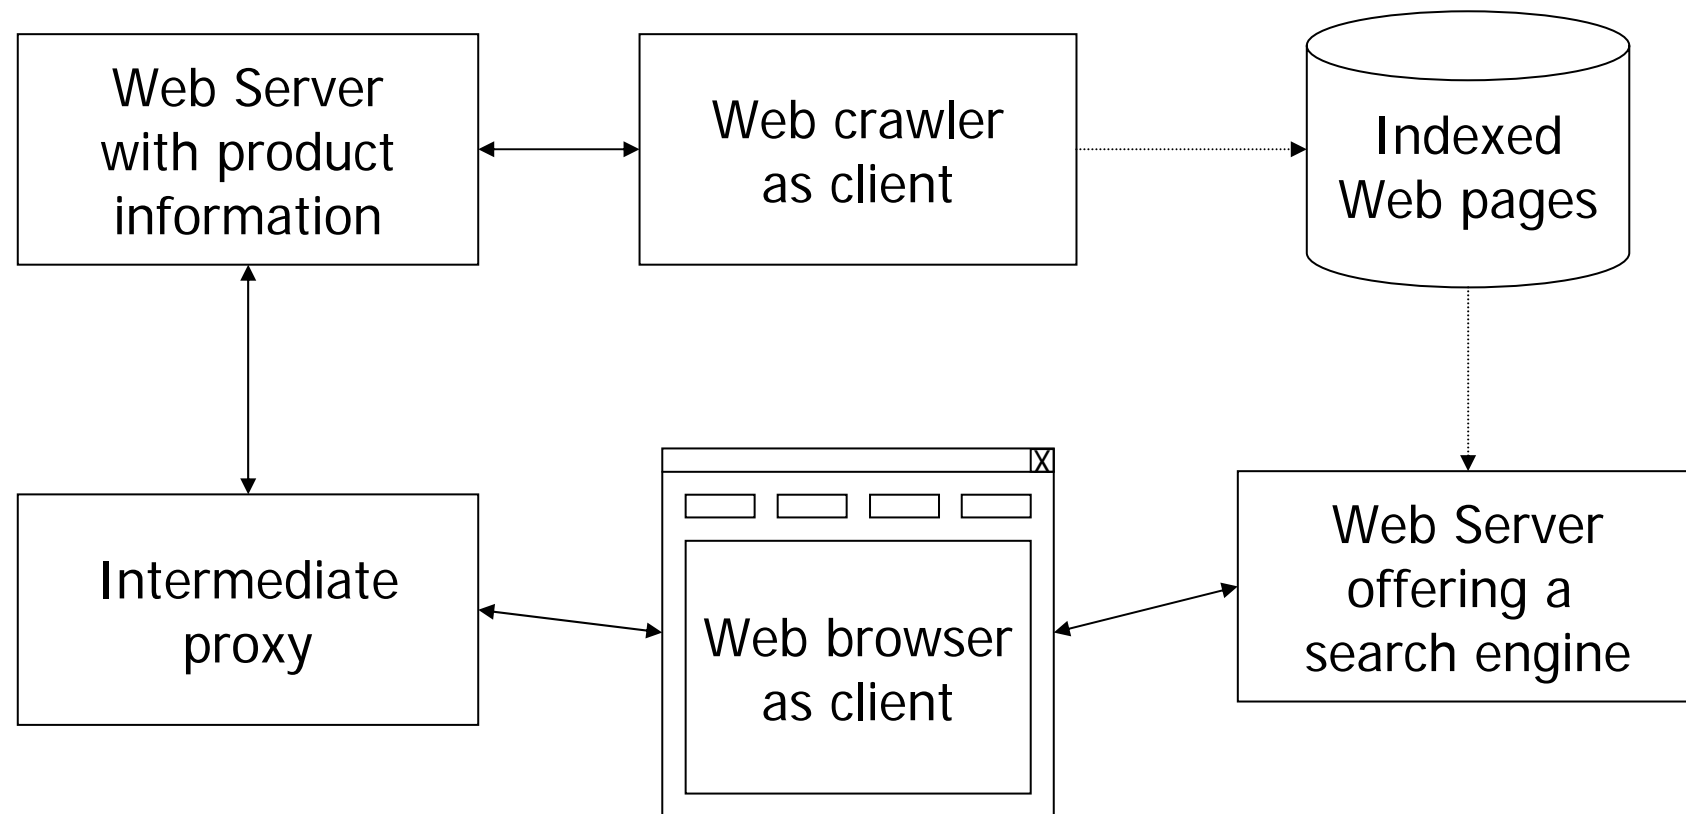 Web Server
with product
information
Web crawler
as client
Indexed
Web pages
Intermediate
proxy
X
Web browser
as client
Web Server
offering a
search engine